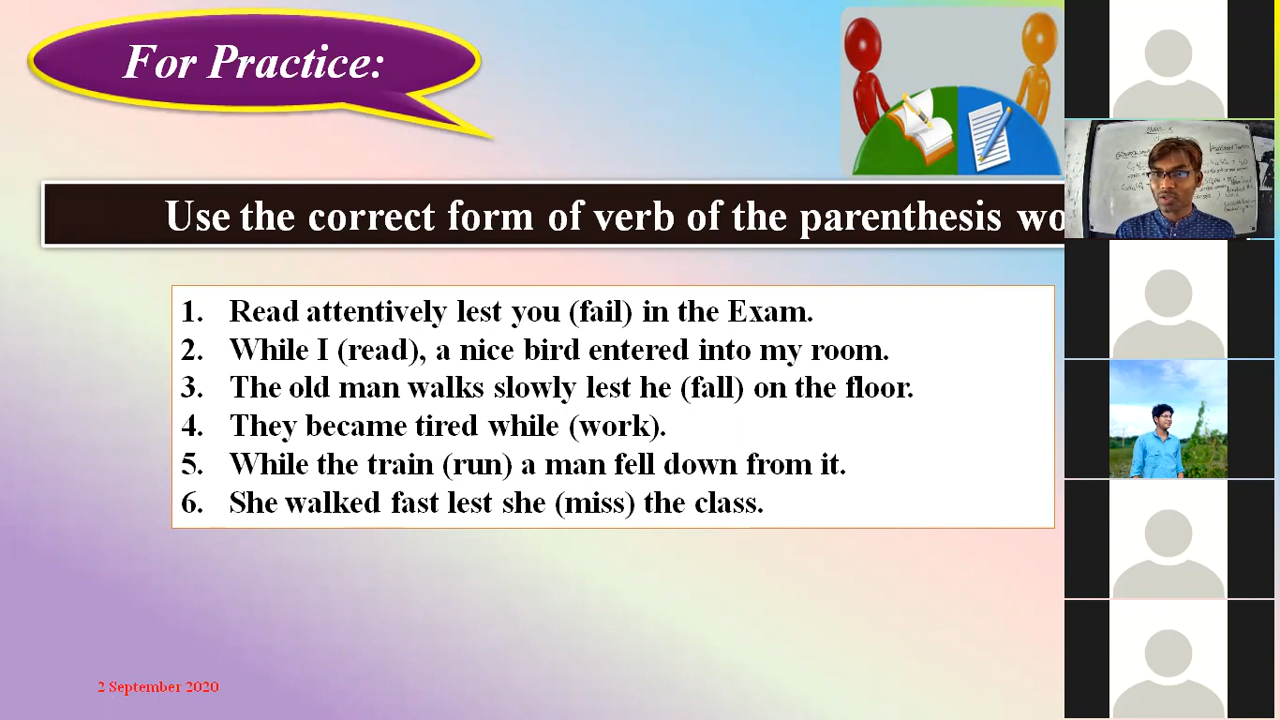 For Practice:
Use the correct form of verb of the parenthesis wo
1. Read attentively lest you (fail) in the Exam.
2. While I (read), a nice bird entered into my room.
3. The old man walks slowly lest he (fall) on the floor.
4. They became tired while (work).
5. While the train (run) a man fell down from it.
6. She walked fast lest she (miss) the class.
2 September 2020